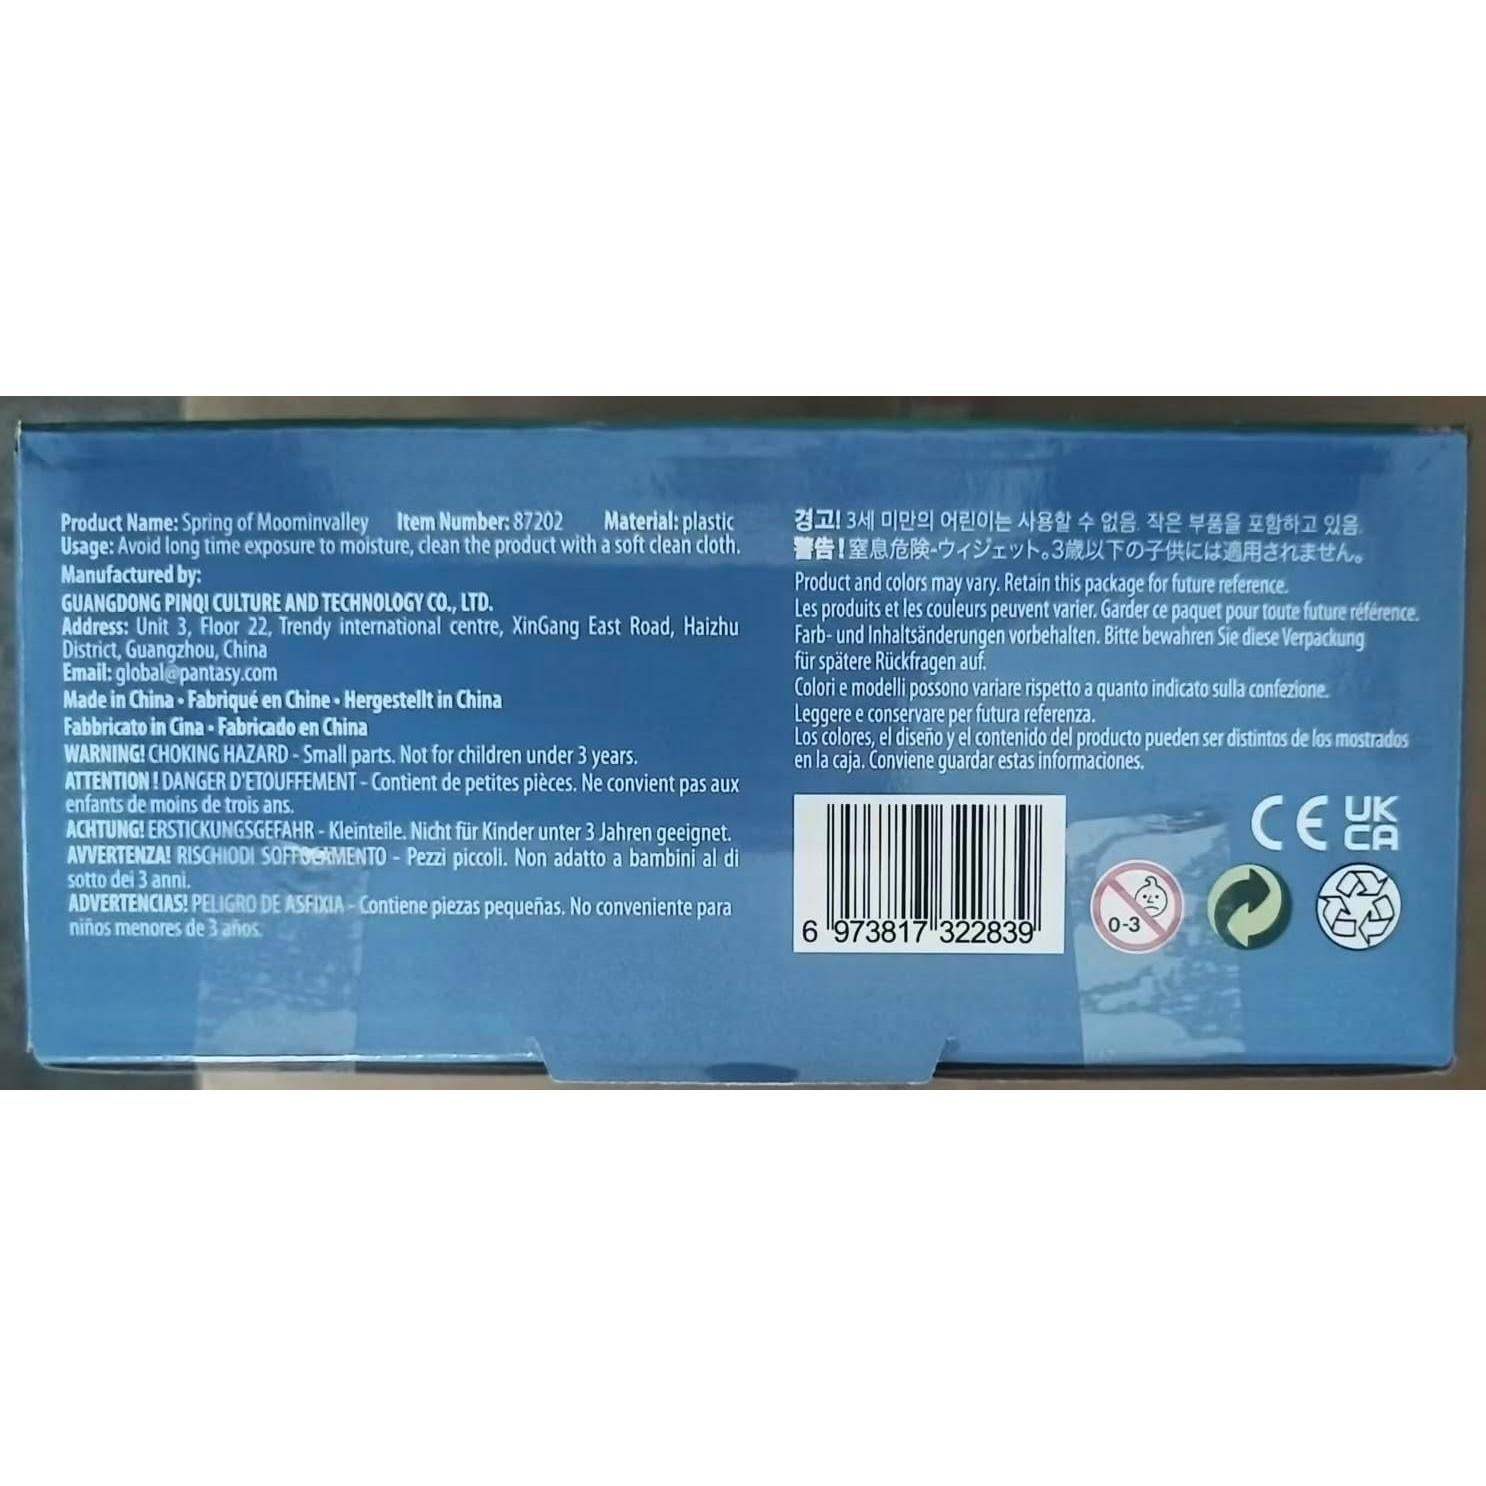 Product Name: Spring of Moominvalley Item Number: 87202 Material: plastic
Usage: Avoid long time exposure to moisture, clean the product with a soft clean cloth.
Manufactured by:
GUANGDONG PINQI CULTURE AND TECHNOLOGY CO., LTD.
Address: Unit 3, Floor 22, Trendy international centre, XinGang East Road, Haizhu
District, Guangzhou, China
Email: global@pantasy.com
Made in China • Fabriqué en Chine • Hergestellt in China
Fabbricato in Cina • Fabricado en China
WARNING! CHOKING HAZARD - Small parts. Not for children under 3 years.
ATTENTION ! DANGER D'ETOUFFEMENT - Contient de petites pièces. Ne convient pas aux
enfants de moins de trois ans.
ACHTUNG! ERSTICKUNGSGEFAHR - Kleinteile. Nicht für Kinder unter 3 Jahren geeignet.
AVVERTENZA! RISCHIODI SOFFOCAMENTO - Pezzi piccoli. Non adatto a bambini al di
sotto dei 3 anni.
ADVERTENCIAS! PELIGRO DE ASFIXIA - Contiene piezas pequeñas. No conveniente para
niños menores de 3 años.
경고! 3세 미만의 어린이는 사용할 수 없음. 작은 부품을 포함하고 있음.
警告!窒息危険-ウィジェット。3歳以下の子供には適用されません。
Product and colors may vary. Retain this package for future reference.
Les produits et les couleurs peuvent varier. Garder ce paquet pour toute future référence.
Farb- und Inhaltsänderungen vorbehalten. Bitte bewahren Sie diese Verpackung
für spätere Rückfragen auf.
Colori e modelli possono variare rispetto a quanto indicato sulla confezione.
Leggere e conservare per futura referenza.
Los colores, el diseño y el contenido del producto pueden ser distintos de los mostrados
en la caja. Conviene guardar estas informaciones.
6 973817 322839
CE UK
CA
0-3